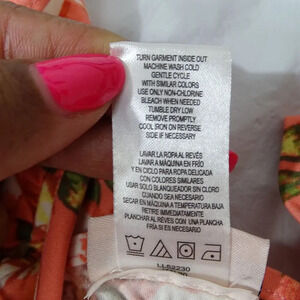 TURN GARMENT INSIDE OUT
MACHINE WASH COLD
GENTLE CYCLE
WITH SIMILAR COLORS
USE ONLY NON-CHLORINE
BLEACH WHEN NEEDED
TUMBLE DRY LOW
REMOVE PROMPTLY
COOL IRON ON REVERSE
SIDE IF NECESSARY
LAVAR LA ROPA AL REVÉS
LAVAR A MÁQUINA EN FRÍO
Y EN CICLO PARA ROPA DELICADA
CON COLORES SIMILARES
USAR SOLO BLANQUEADOR SIN CLORO
CUANDO SEA NECESARIO
SECAR EN MÁQUINA A TEMPERATURA BAJA
RETIRE IMMEDIATAMENTE
PLANCHAR AL REVÉS CON UNA PLANCHA
FRÍA SI ES NECESARIO